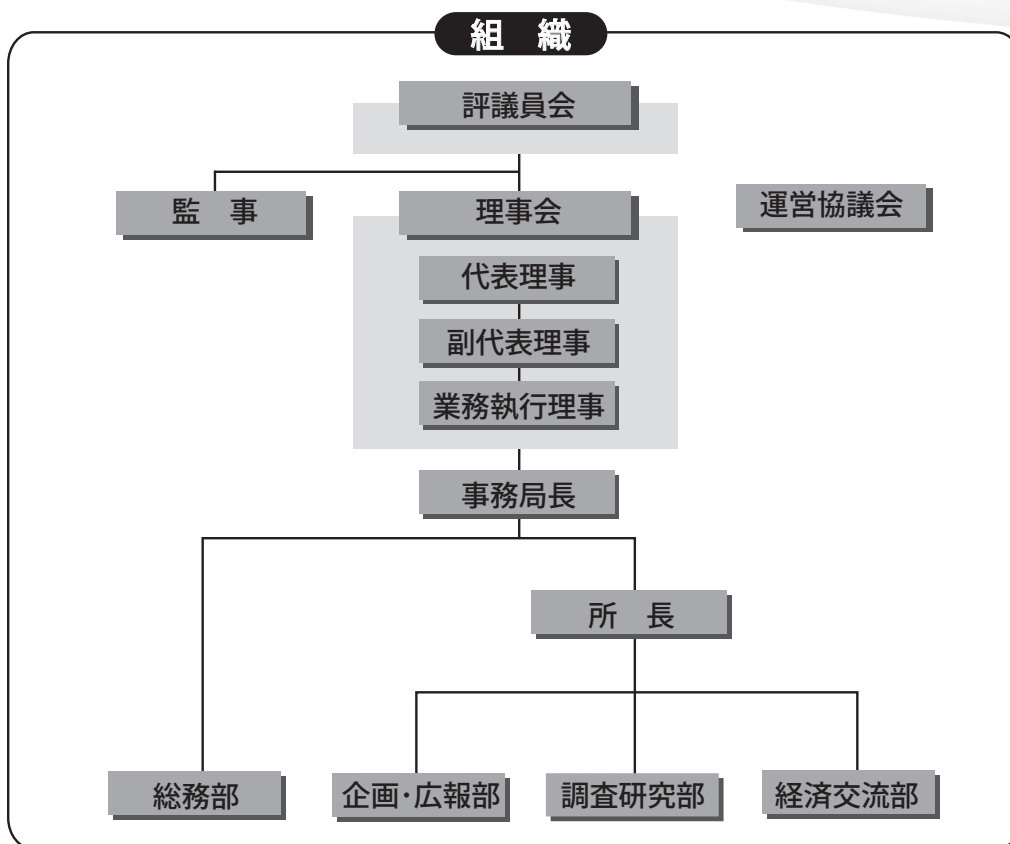 組　織
評議員会
監　事
理事会
運営協議会
代表理事
副代表理事
業務執行理事
事務局長
所　長
総務部
企画・広報部
調査研究部
経済交流部